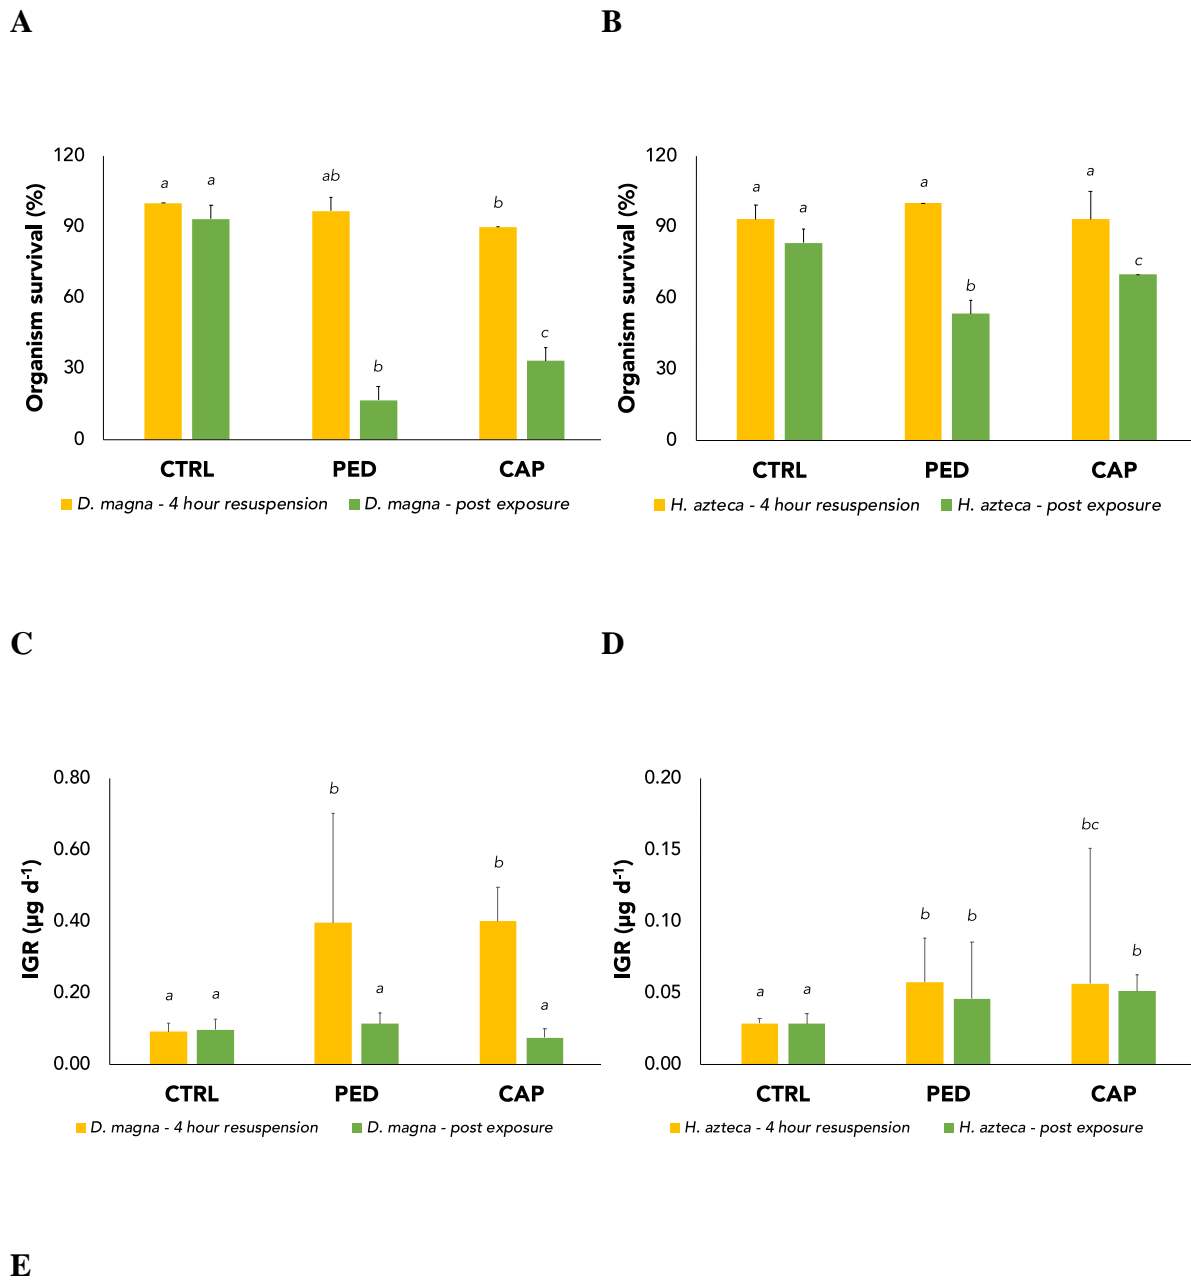 A
B
120
90
60
30
0
Organism survival (%)
a
a
ab
b
b
c
CTRL
PED
CAP
D. magna - 4 hour resuspension
D. magna - post exposure
120
90
60
30
0
Organism survival (%)
a
a
a
b
a
c
CTRL
PED
CAP
H. azteca - 4 hour resuspension
H. azteca - post exposure
C
D
0.80
0.60
0.40
0.20
0.00
IGR (µg d⁻¹)
a
a
b
a
b
a
CTRL
PED
CAP
D. magna - 4 hour resuspension
D. magna - post exposure
0.20
0.15
0.10
0.05
0.00
IGR (µg d⁻¹)
a
a
b
b
bc
b
CTRL
PED
CAP
H. azteca - 4 hour resuspension
H. azteca - post exposure
E